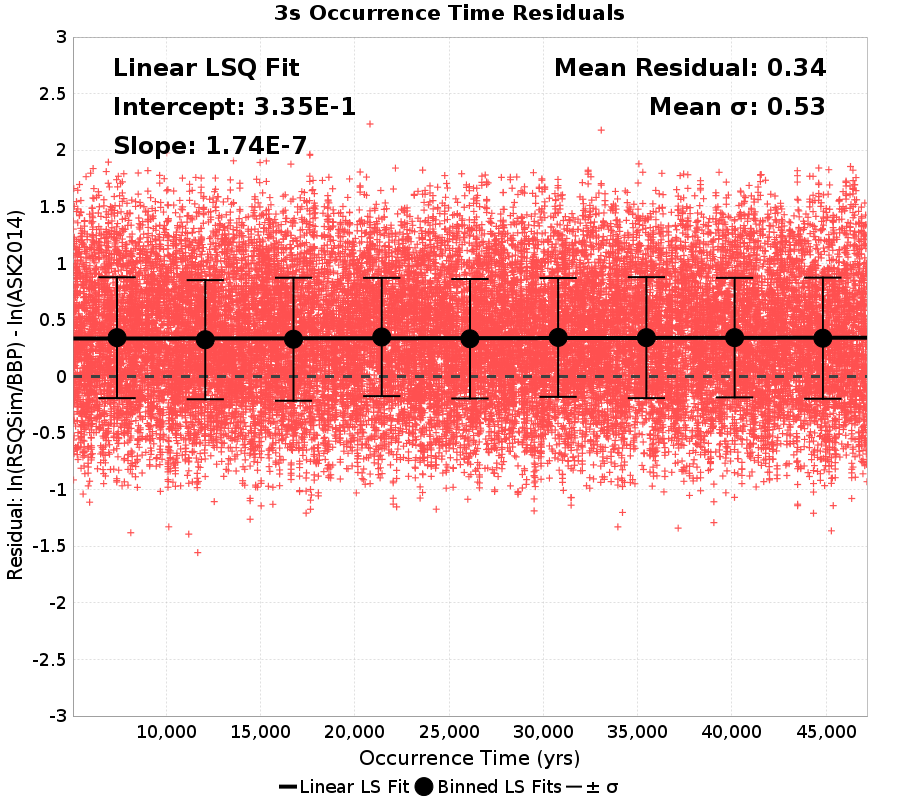 3s Occurrence Time Residuals
Linear LSQ Fit
Intercept: 3.35E-1
Slope: 1.74E-7
Mean Residual: 0.34
Mean σ: 0.53
Residual: ln(RSQSim/BBP) - ln(ASK2014)
3
2.5
2
1.5
1
0.5
0
-0.5
-1
-1.5
-2
-2.5
-3
10,000 15,000 20,000 25,000 30,000 35,000 40,000 45,000
Occurrence Time (yrs)
Linear LS Fit Binned LS Fits ± σ